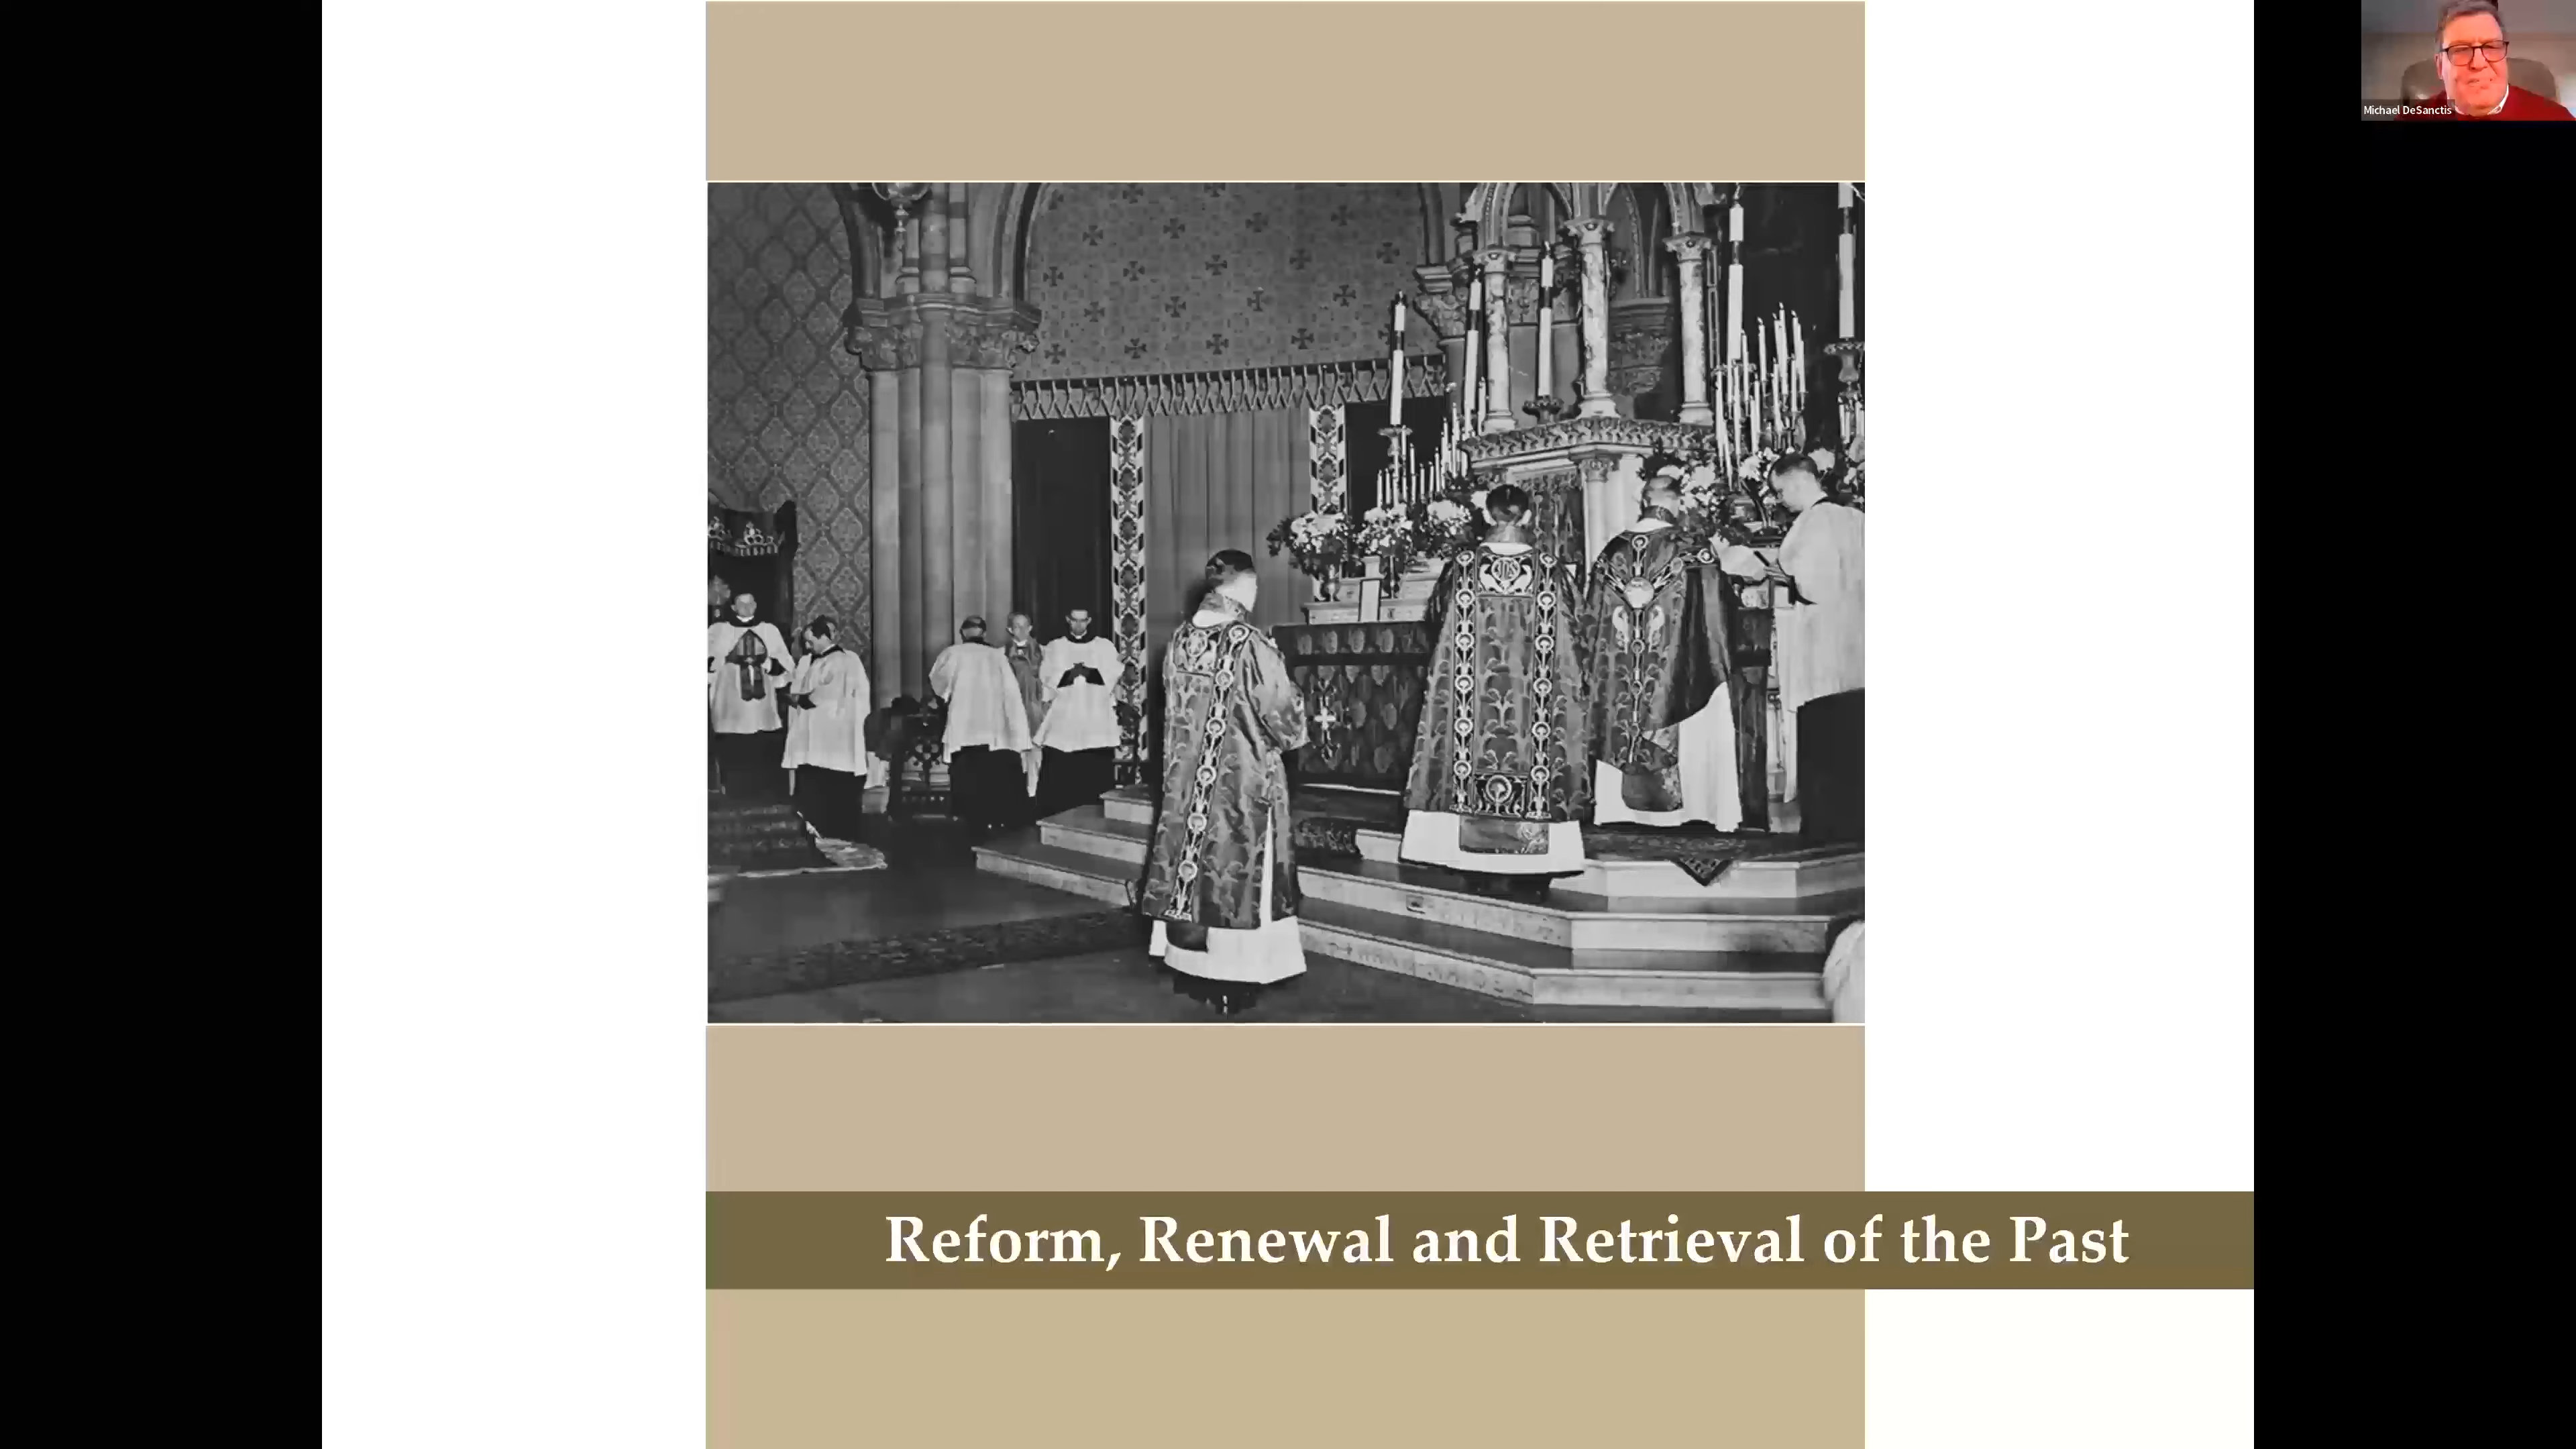 Michael DeSanctis
Reform, Renewal and Retrieval of the Past